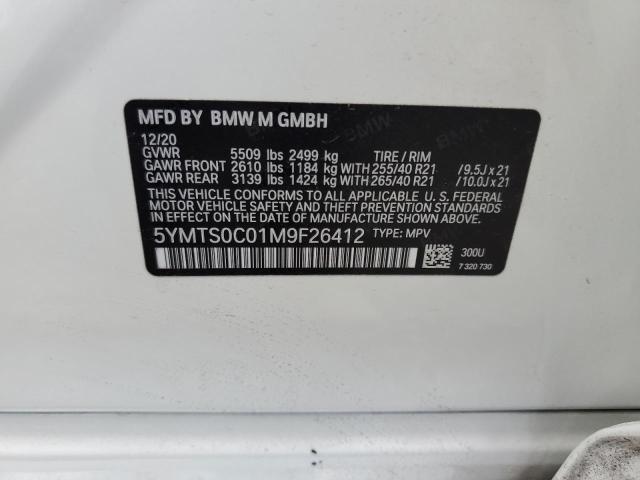 MFD BY BMW M GMBH
12/20
GVWR 5509 lbs 2499 kg TIRE / RIM
GAWR FRONT 2610 lbs 1184 kg WITH 255/40 R21 / 9.5J x 21
GAWR REAR 3139 lbs 1424 kg WITH 265/40 R21 / 10.0J x 21
THIS VEHICLE CONFORMS TO ALL APPLICABLE U. S. FEDERAL
MOTOR VEHICLE SAFETY, BUMPER, AND THEFT PREVENTION
STANDARDS IN EFFECT ON THE DATE OF MANUFACTURE SHOWN ABOVE.
5YMTS0C01M9F26412 TYPE: MPV
300U
7 320 730